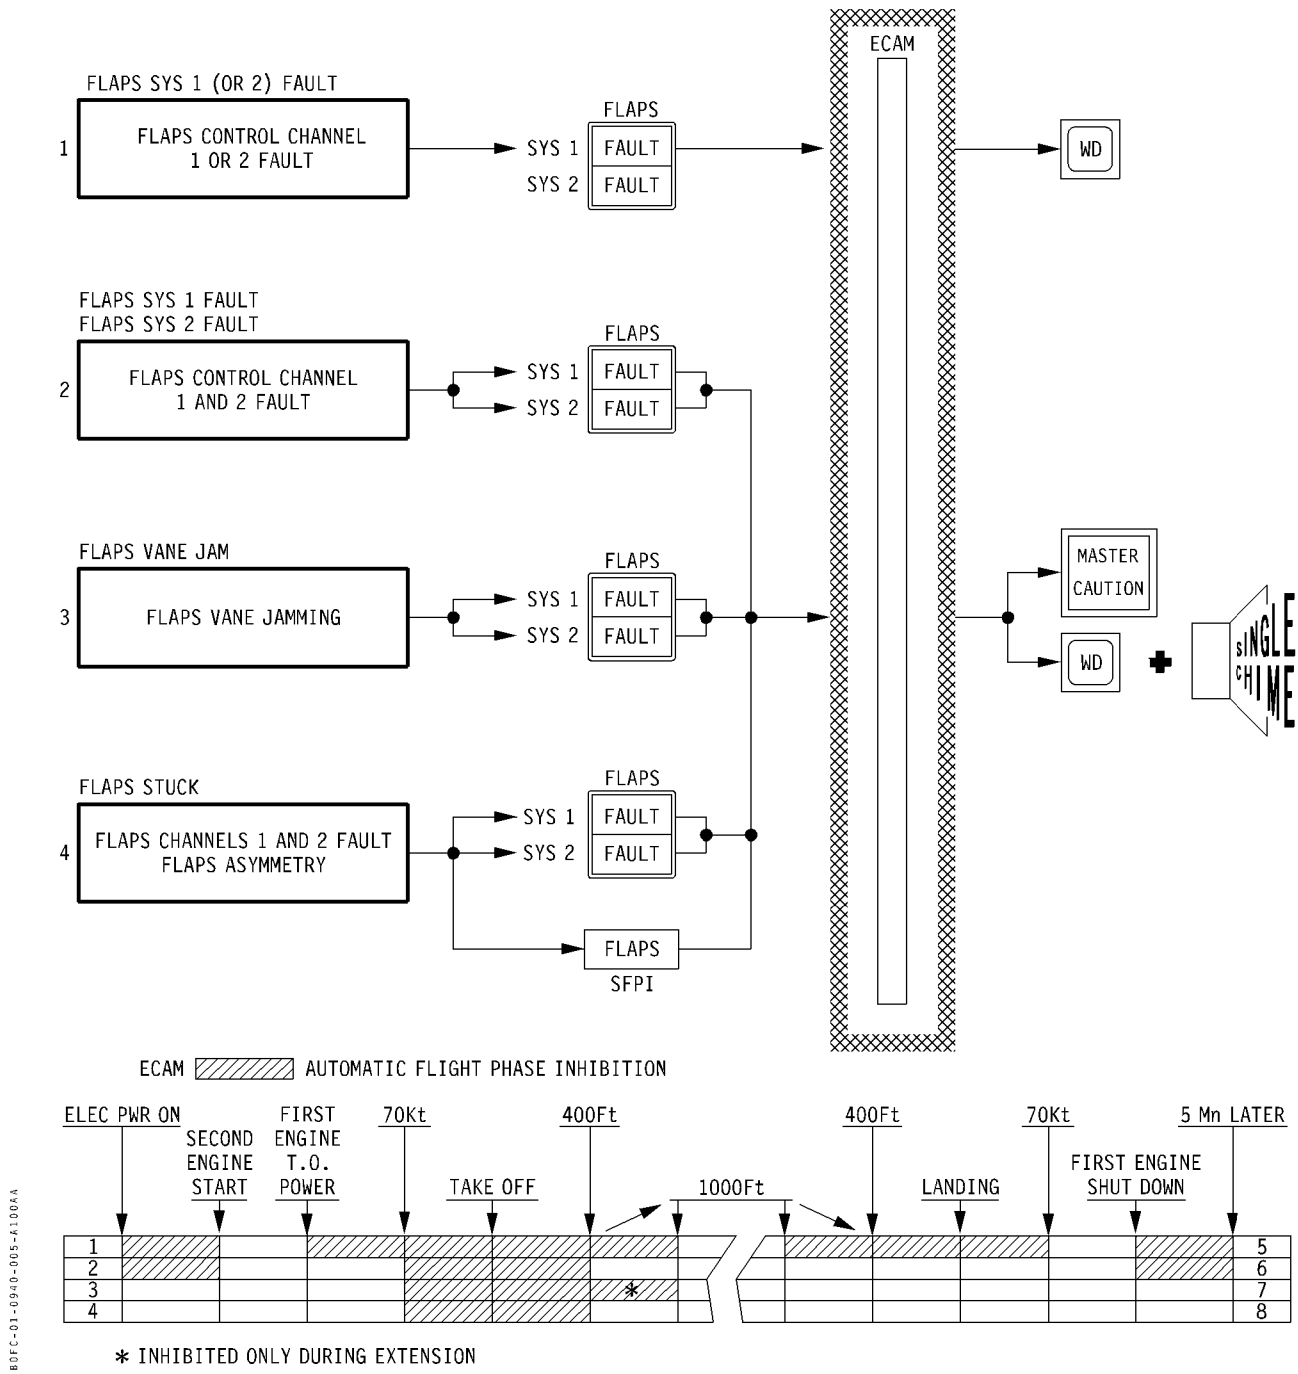 ECAM
FLAPS SYS 1 (OR 2) FAULT
1
FLAPS CONTROL CHANNEL
1 OR 2 FAULT
FLAPS
SYS 1 FAULT
SYS 2 FAULT
WD
FLAPS SYS 1 FAULT
FLAPS SYS 2 FAULT
2
FLAPS CONTROL CHANNEL
1 AND 2 FAULT
FLAPS
SYS 1 FAULT
SYS 2 FAULT
FLAPS VANE JAM
3
FLAPS VANE JAMMING
FLAPS
SYS 1 FAULT
SYS 2 FAULT
MASTER
CAUTION
WD
SINGLE
CHIME
FLAPS STUCK
4
FLAPS CHANNELS 1 AND 2 FAULT
FLAPS ASYMMETRY
FLAPS
SYS 1 FAULT
SYS 2 FAULT
FLAPS
SFPI
ECAM AUTOMATIC FLIGHT PHASE INHIBITION
ELEC PWR ON
SECOND
ENGINE
START
FIRST
ENGINE
T.O.
POWER
70Kt
TAKE OFF
400Ft
1000Ft
400Ft
LANDING
70Kt
FIRST ENGINE
SHUT DOWN
5 Mn LATER
1 5
2 6
3 * 7
4 8
* INHIBITED ONLY DURING EXTENSION
B0FC-01-0940-005-A100AA